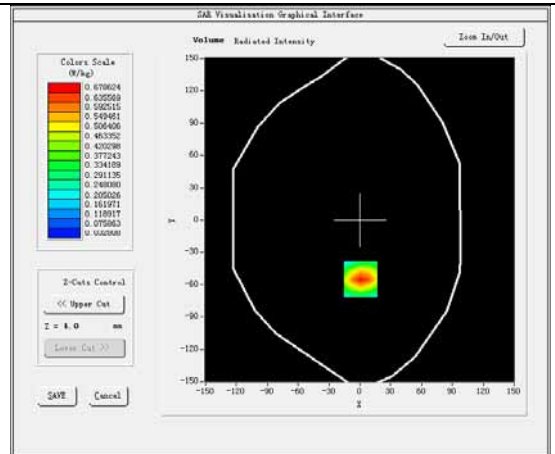 SAR Visualisation Graphical Interface
Volume Radiated Intensity
Zoom In/Out
Colors Scale
(W/kg)
0.678624
0.635569
0.592515
0.549461
0.506406
0.463352
0.420298
0.377243
0.334189
0.291135
0.248080
0.205026
0.161971
0.118917
0.075863
0.032808
Z-Cuts Control
<< Upper Cut
Z = 4.0 mm
Lower Cut >>
SAVE
Cancel
150
120
90
60
30
0
-30
-60
-90
-120
-150
Y
-150 -120 -90 -60 -30 0 30 60 90 120 150
X